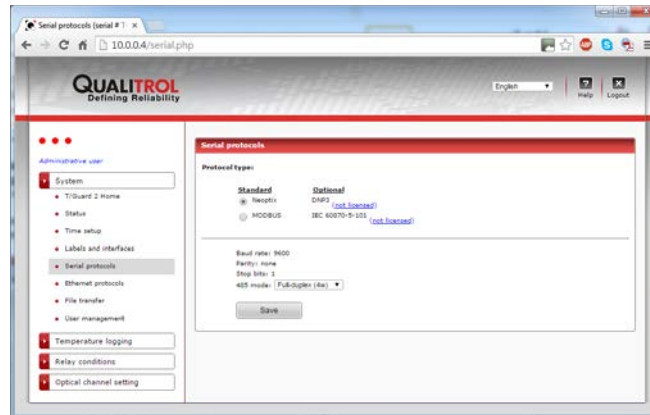 Serial protocols (serial # T
10.0.0.4/serial.php
QUALITROL
Defining Reliability
English
Help
Logout
Administrative user
System
T/Guard 2 Home
Status
Time setup
Labels and interfaces
Serial protocols
Ethernet protocols
File transfer
User management
Temperature logging
Relay conditions
Optical channel setting
Serial protocols
Protocol type:
Standard Optional
Neoptix DNP3 (not licensed)
MODBUS IEC 60870-5-101 (not licensed)
Baud rate: 9600
Parity: none
Stop bits: 1
485 mode: Full-duplex (4w)
Save